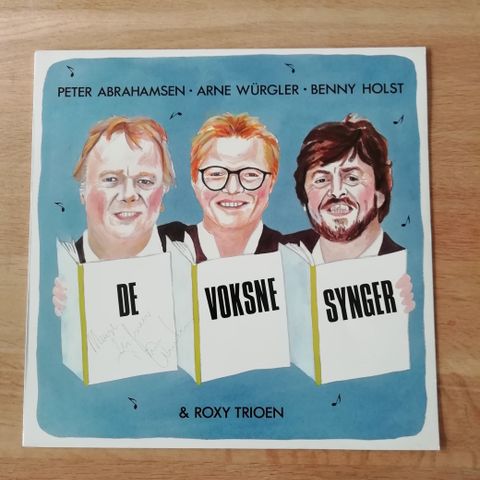 PETER ABRAHAMSEN · ARNE WÜRGLER · BENNY HOLST
DE VOKSNE SYNGER
& ROXY TRIOEN